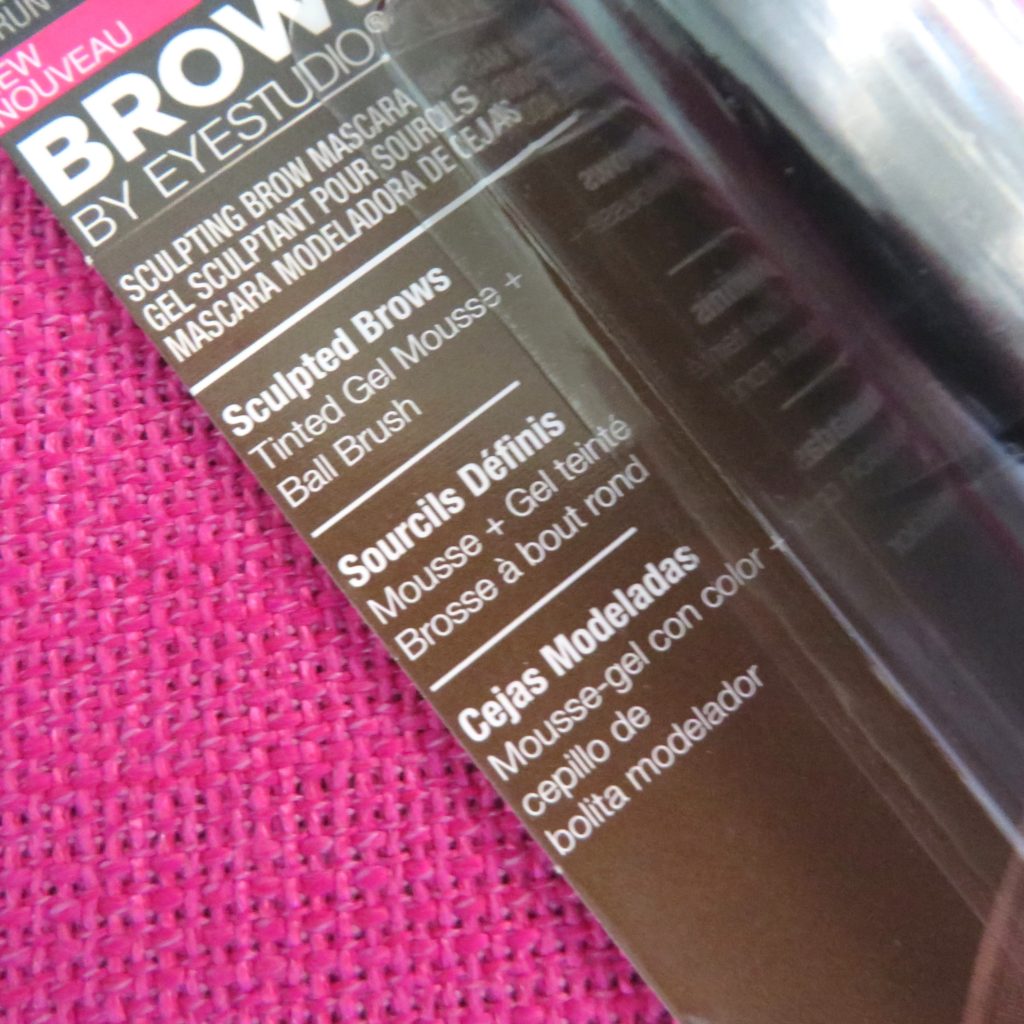 NOUVEAU
BY EYESTUDIO®
SCULPTING BROW MASCARA
GEL SCULPTANT POUR SOURCILS
MASCARA MODELADORA DE CEJAS
Sculpted Brows
Tinted Gel Mousse +
Ball Brush
Sourcils Définis
Mousse + Gel teinté
Brosse à bout rond
Cejas Modeladas
Mousse-gel con color +
cepillo de
bolita modelador